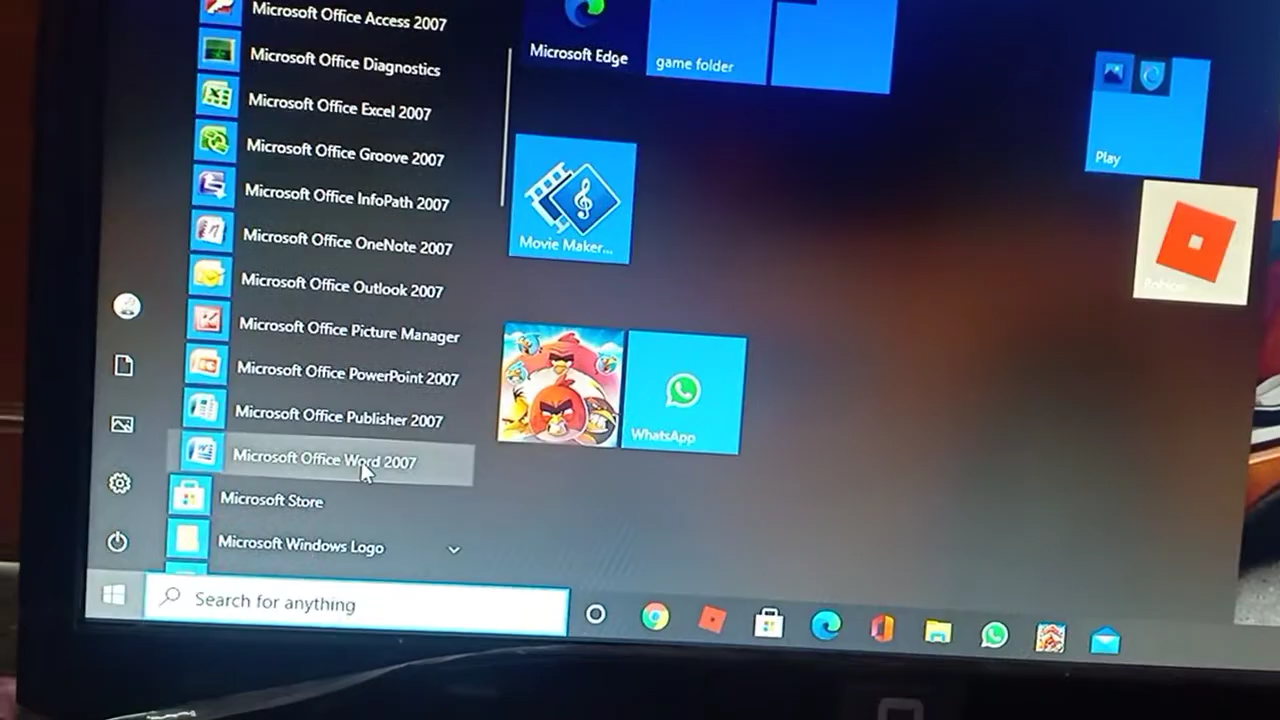 Microsoft Office Access 2007
Microsoft Office Diagnostics
Microsoft Office Excel 2007
Microsoft Office Groove 2007
Microsoft Office InfoPath 2007
Microsoft Office OneNote 2007
Microsoft Office Outlook 2007
Microsoft Office Picture Manager
Microsoft Office PowerPoint 2007
Microsoft Office Publisher 2007
Microsoft Office Word 2007
Microsoft Store
Microsoft Windows Logo
Search for anything
Microsoft Edge
game folder
Movie Maker...
WhatsApp
Play
Roblox